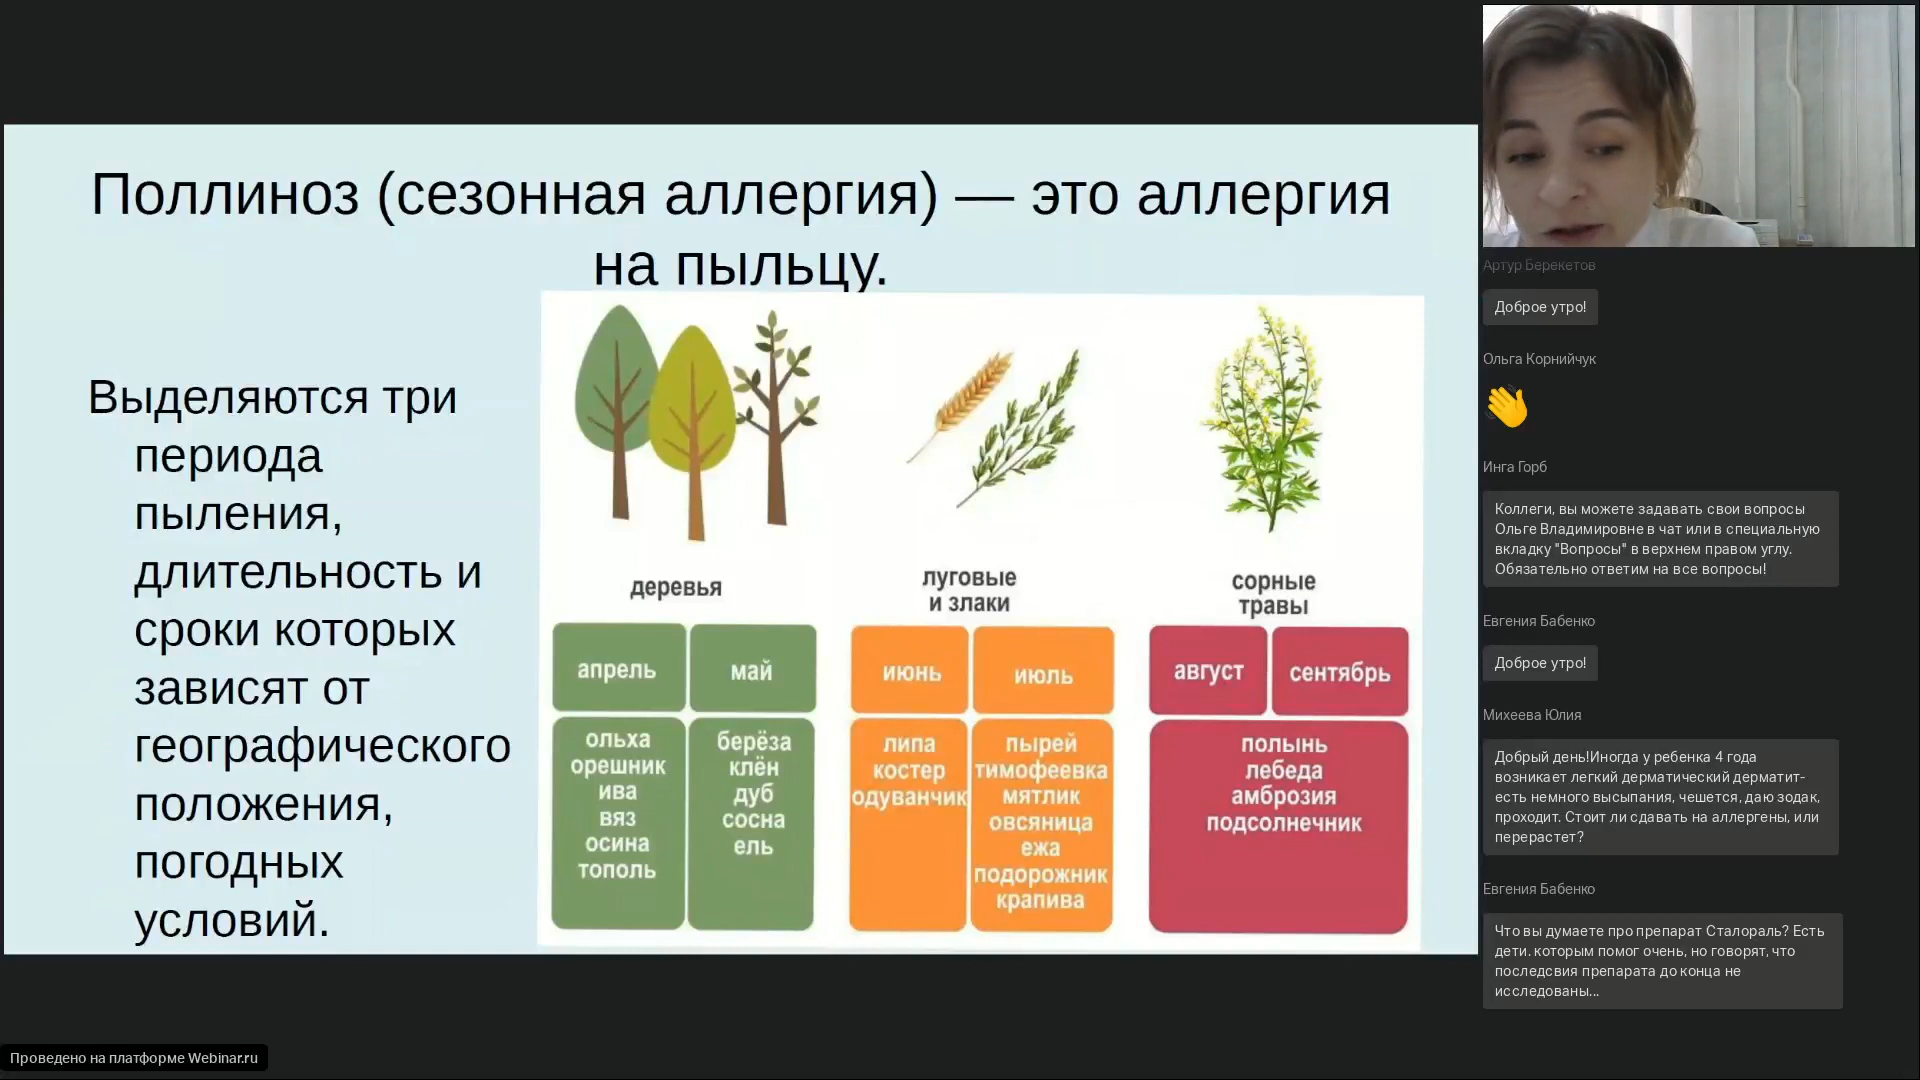 Поллиноз (сезонная аллергия) — это аллергия
на пыльцу.
Выделяются три
периода
пыления,
длительность и
сроки которых
зависят от
географического
положения,
погодных
условий.
деревья
апрель
май
ольха
орешник
ива
вяз
осина
тополь
берёза
клён
дуб
сосна
ель
луговые
и злаки
июнь
июль
липа
костер
одуванчик
пырей
тимофеевка
мятлик
овсяница
ежа
подорожник
крапива
сорные
травы
август
сентябрь
полынь
лебеда
амброзия
подсолнечник
Артур Берекетов
Доброе утро!
Ольга Корнийчук
Инга Горб
Коллеги, вы можете задавать свои вопросы
Ольге Владимировне в чат или в специальную
вкладку "Вопросы" в верхнем правом углу.
Обязательно ответим на все вопросы!
Евгения Бабенко
Доброе утро!
Михеева Юлия
Добрый день!Иногда у ребенка 4 года
возникает легкий дерматический дерматит-
есть немного высыпания, чешется, даю зодак,
проходит. Стоит ли сдавать на аллергены, или
перерастет?
Евгения Бабенко
Что вы думаете про препарат Сталораль? Есть
дети. которым помог очень, но говорят, что
последсвия препарата до конца не
исследованы...
Проведено на платформе Webinar.ru